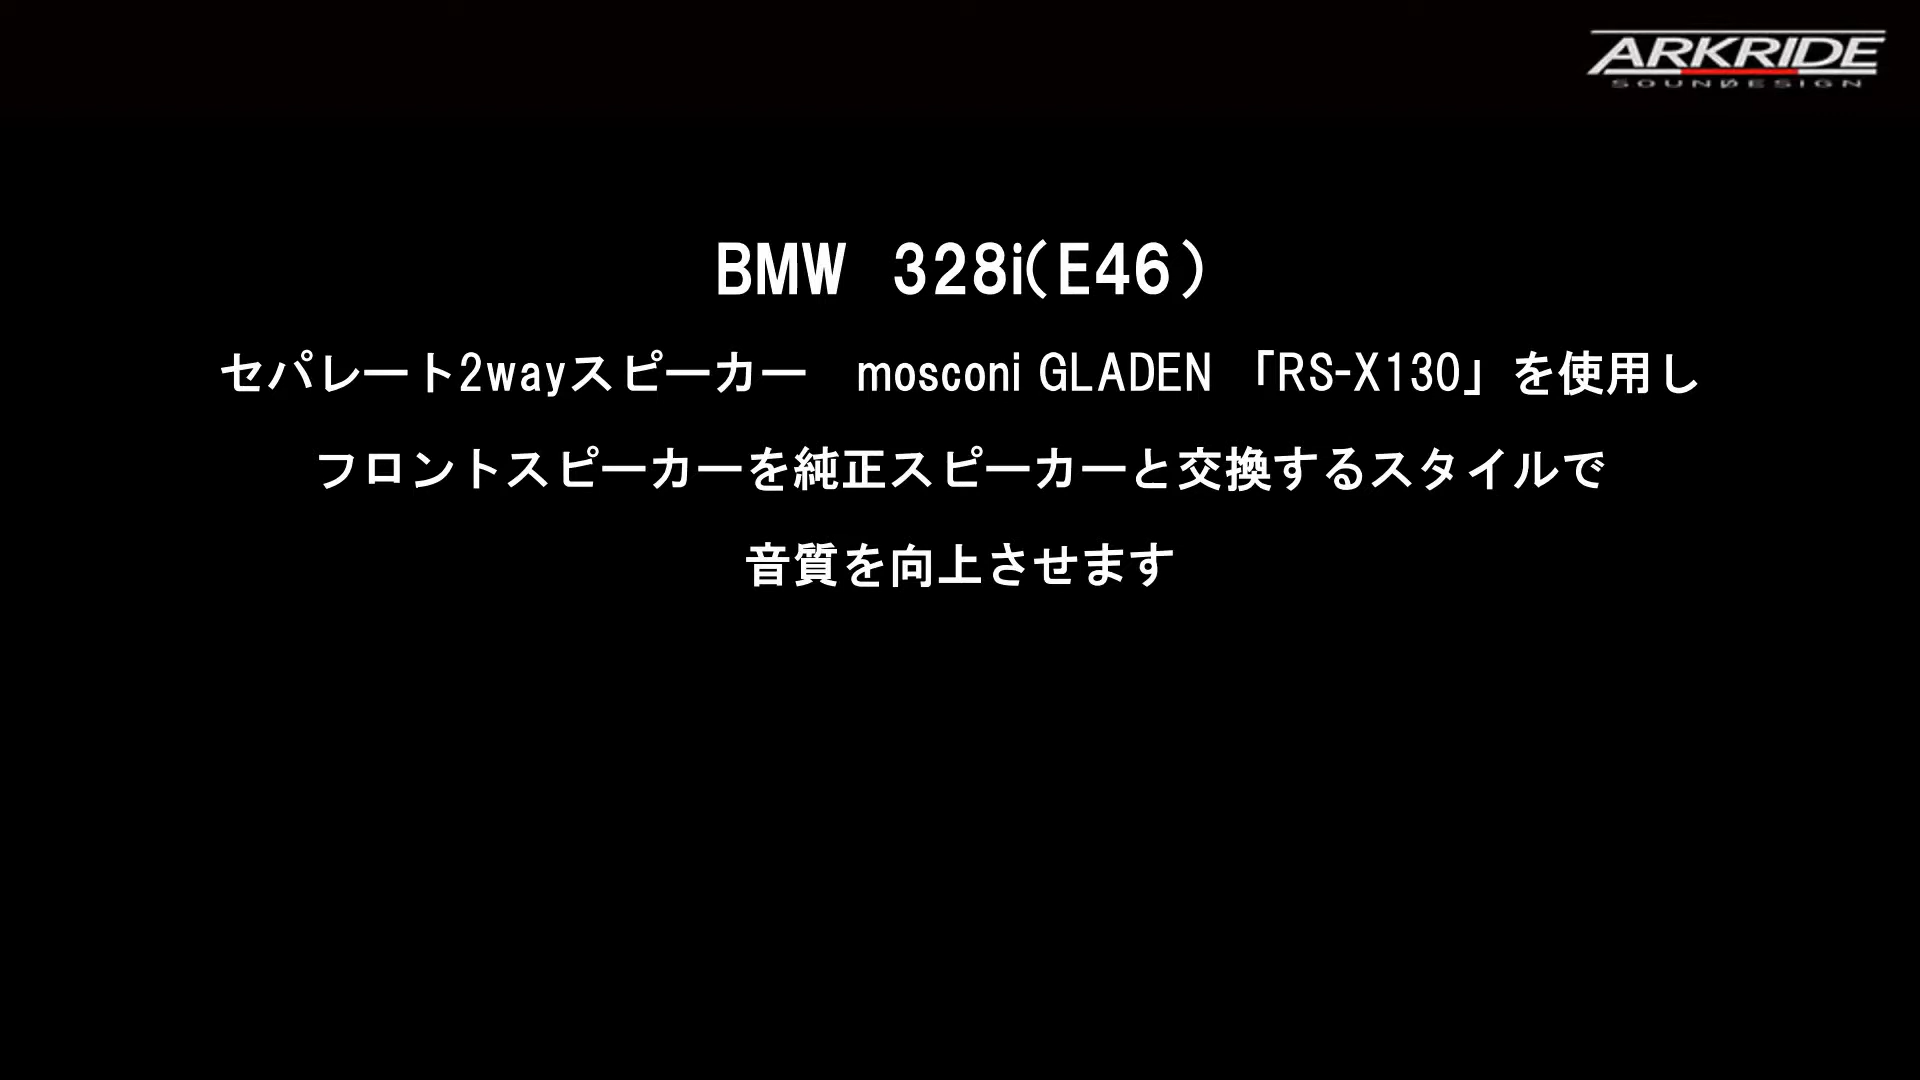 ARKRIDE
SOUNDESIGN
BMW　328i(E46)
セパレート2wayスピーカー　mosconi GLADEN 「RS-X130」を使用し
フロントスピーカーを純正スピーカーと交換するスタイルで
音質を向上させます